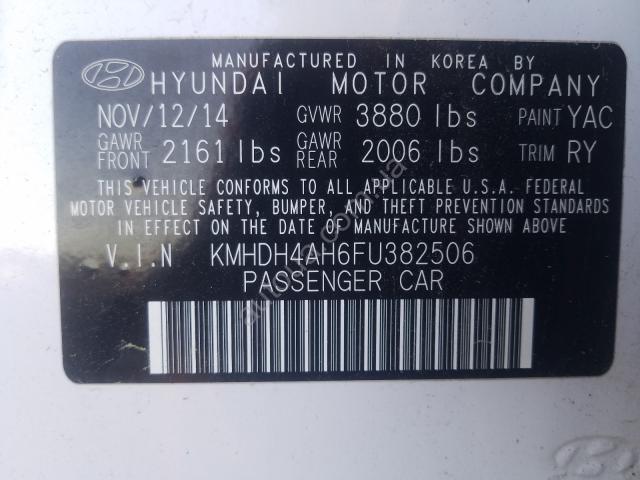 MANUFACTURED IN KOREA BY
HYUNDAI MOTOR COMPANY
NOV/12/14 GVWR 3880 lbs PAINT YAC
GAWR FRONT 2161 lbs GAWR REAR 2006 lbs TRIM RY
THIS VEHICLE CONFORMS TO ALL APPLICABLE U.S.A. FEDERAL
MOTOR VEHICLE SAFETY, BUMPER, AND THEFT PREVENTION STANDARDS
IN EFFECT ON THE DATE OF MANUFACTURE SHOWN ABOVE
V.I.N KMHDH4AH6FU382506
PASSENGER CAR